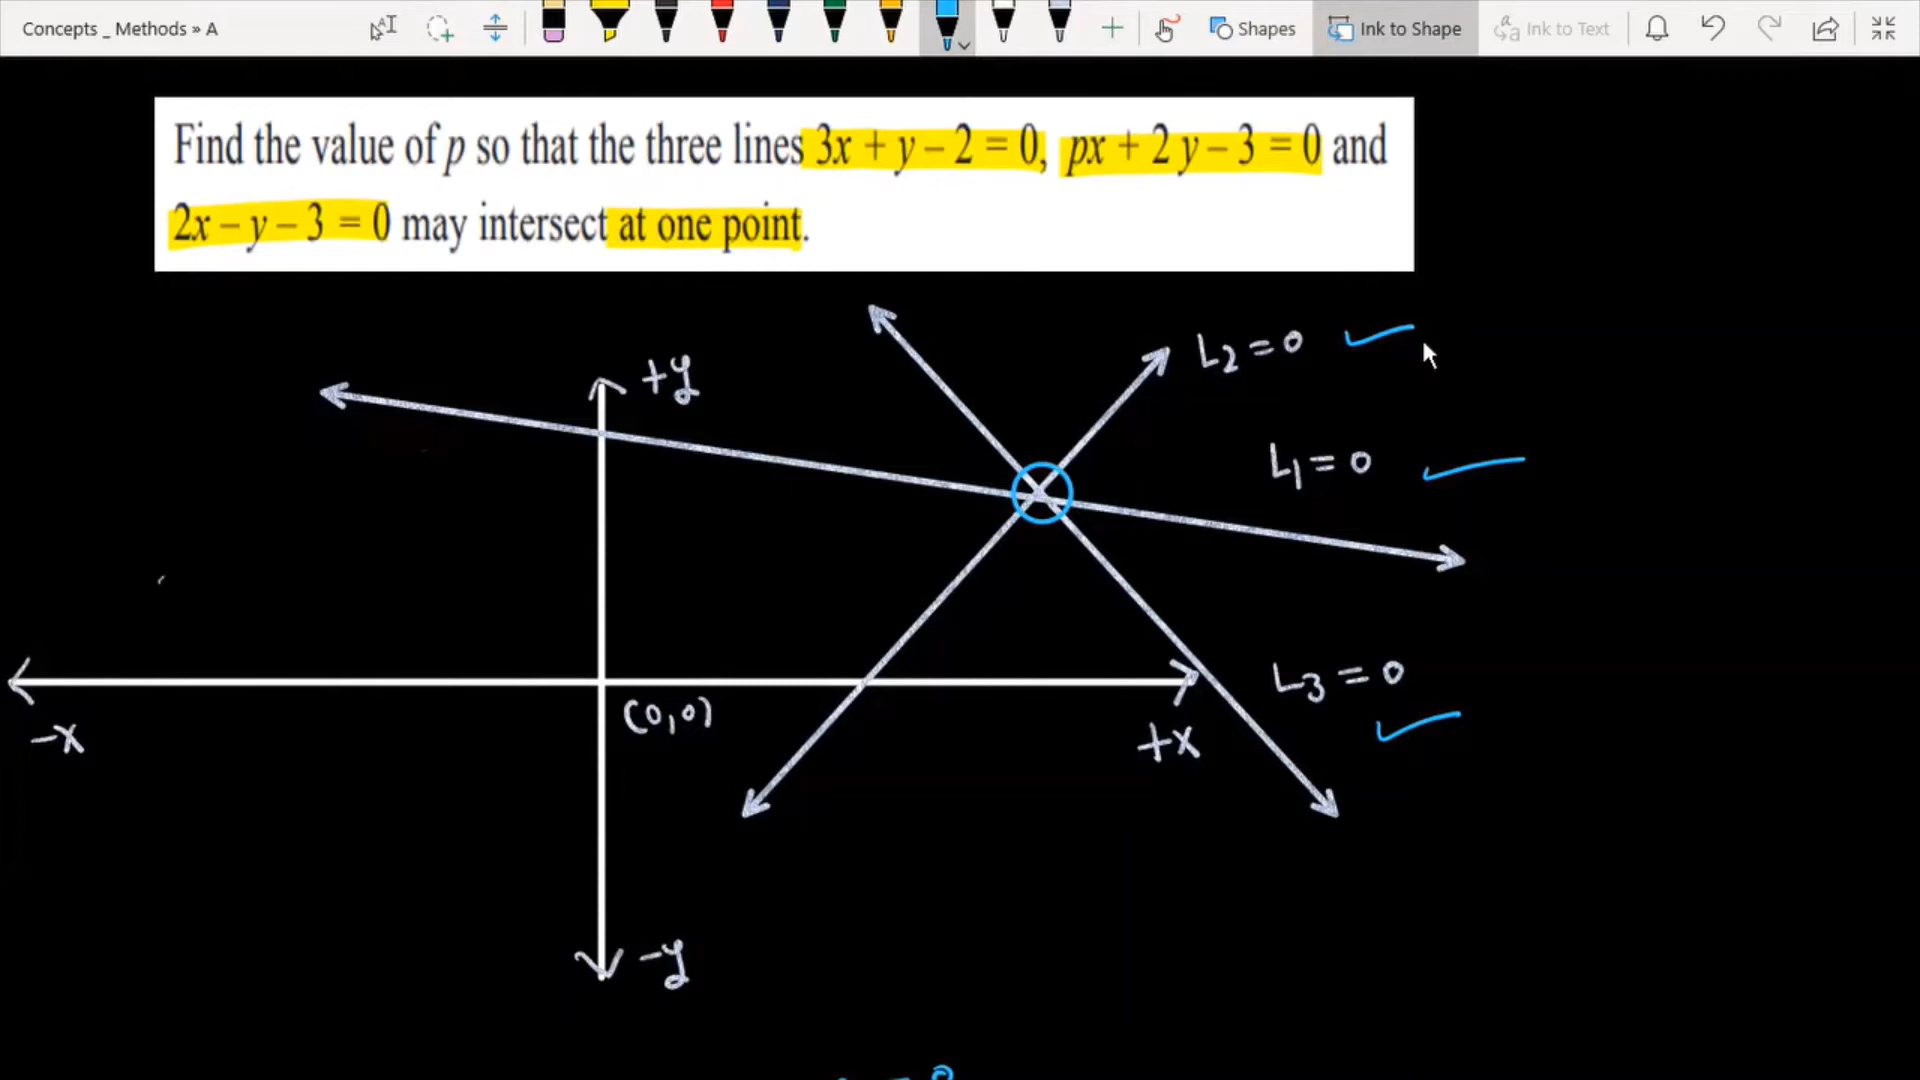 Concepts _ Methods » A
Shapes
Ink to Shape
Ink to Text
Find the value of p so that the three lines 3x + y – 2 = 0, px + 2 y – 3 = 0 and
2x – y – 3 = 0 may intersect at one point.
L2 = 0
+y
L1 = 0
L3 = 0
(0,0)
-x
+x
-y